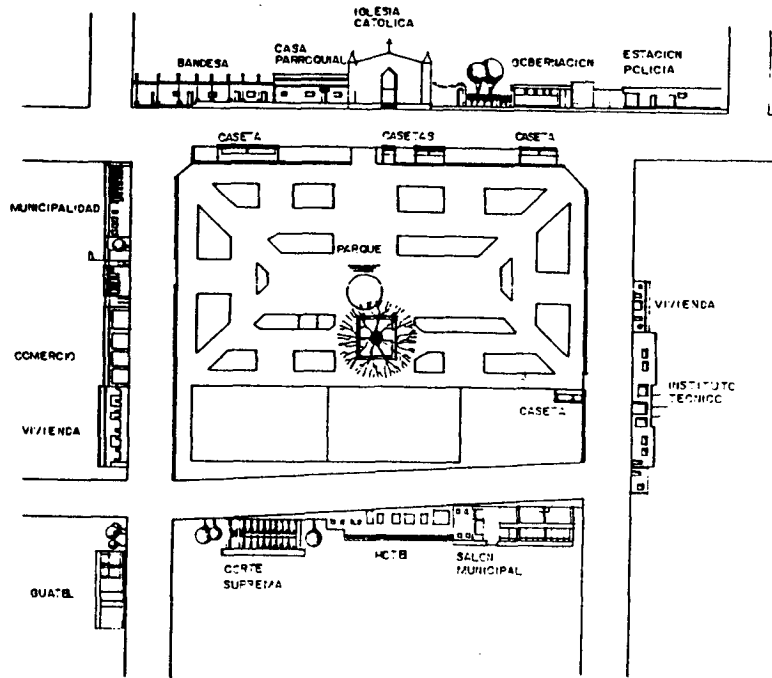 IGLESIA
CATOLICA
BANDESA
CASA
PARROQUIAL
GOBERNACION
ESTACION
POLICIA
CASETA
CASETAS
CASETA
MUNICIPALIDAD
PARQUE
VIVIENDA
COMERCIO
INSTITUTO
TECNICO
CASETA
VIVIENDA
CORTE
SUPREMA
HOTEL
SALON
MUNICIPAL
GUATEL